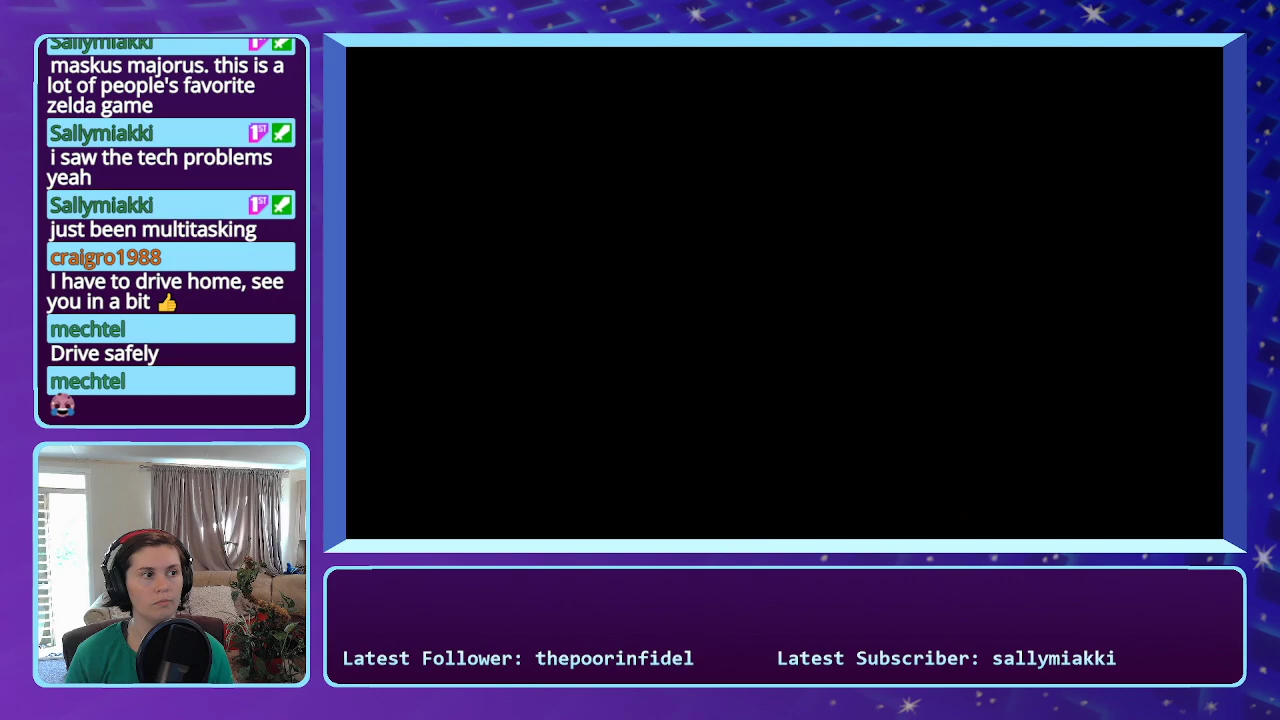 Sallymiakki
maskus majorus. this is a
lot of people's favorite
zelda game
Sallymiakki 1ST
i saw the tech problems
yeah
Sallymiakki 1ST
just been multitasking
craigro1988
I have to drive home, see
you in a bit 👍
mechtel
Drive safely
mechtel
Latest Follower: thepoorinfidel
Latest Subscriber: sallymiakki